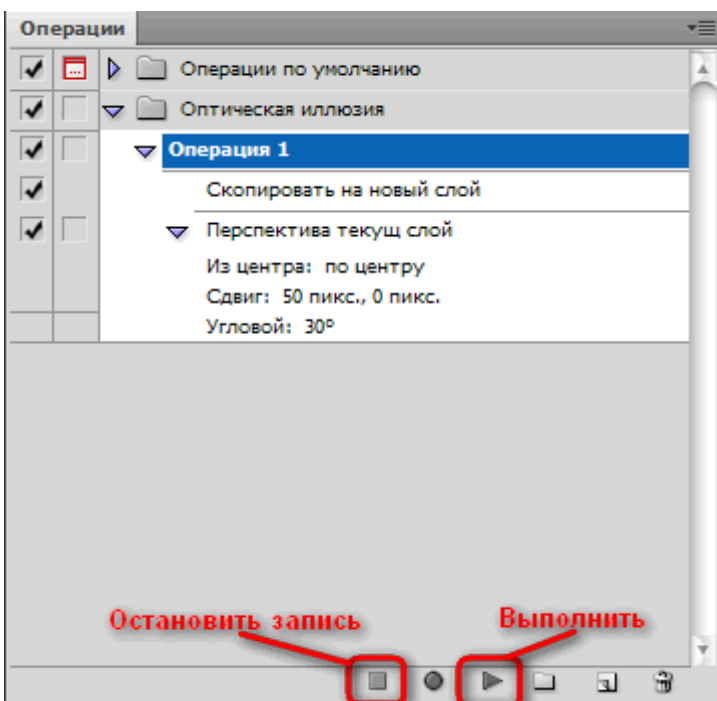 Операции
Операции по умолчанию
Оптическая иллюзия
Операция 1
Скопировать на новый слой
Перспектива текущ слой
Из центра: по центру
Сдвиг: 50 пикс., 0 пикс.
Угловой: 30º
Остановить запись
Выполнить